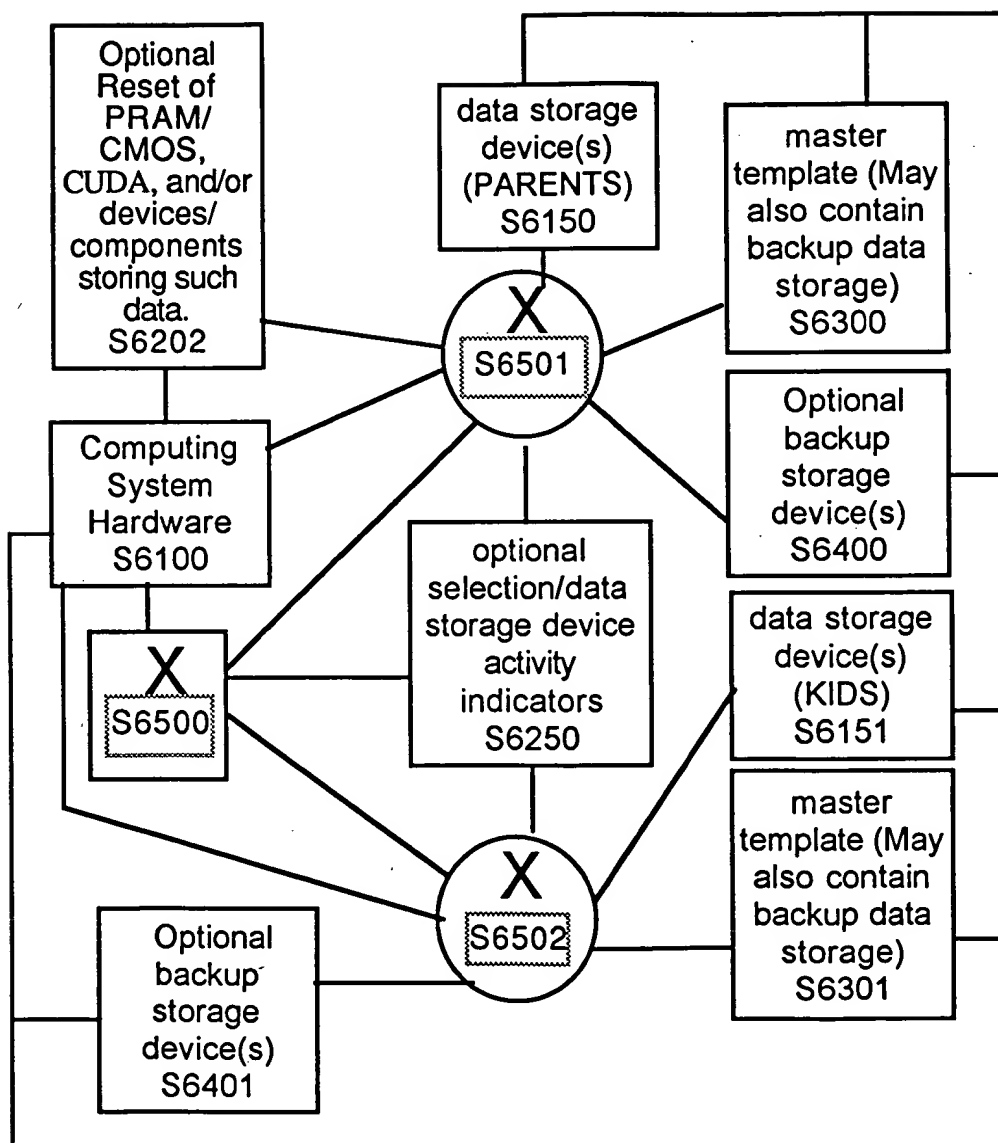 Optional
Reset of
PRAM/
CMOS,
CUDA, and/or
devices/
components
storing such
data.
S6202
data storage
device(s)
(PARENTS)
S6150
master
template (May
also contain
backup data
storage)
S6300
X
S6501
Computing
System
Hardware
S6100
Optional
backup
storage
device(s)
S6400
optional
selection/data
storage device
activity
indicators
S6250
X
S6500
data storage
device(s)
(KIDS)
S6151
master
template (May
also contain
backup data
storage)
S6301
X
S6502
Optional
backup
storage
device(s)
S6401